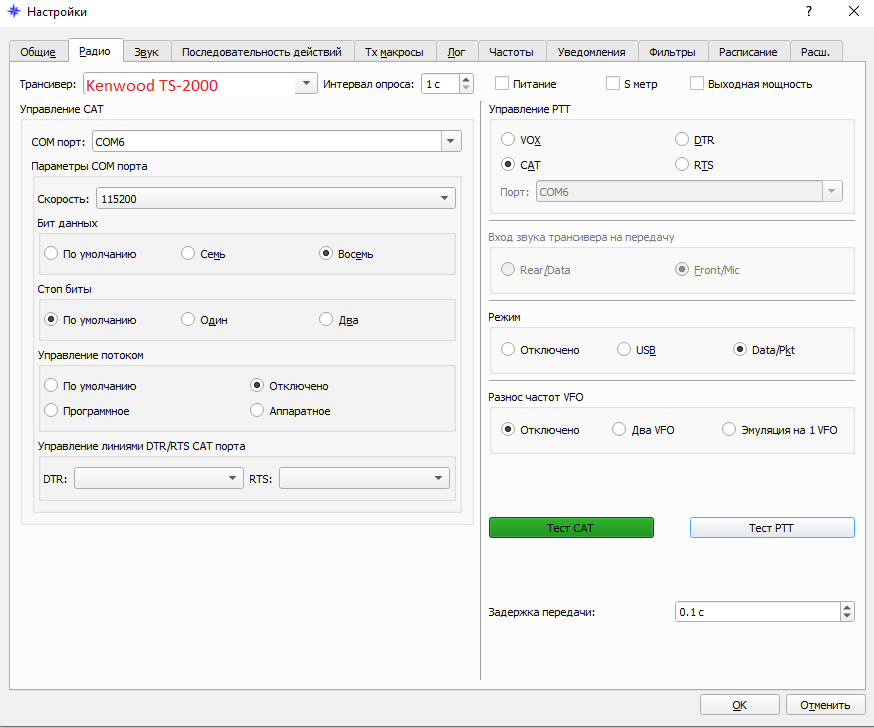 Настройки
?
Общие Радио Звук Последовательность действий Tx макросы Лог Частоты Уведомления Фильтры Расписание Расш.
Трансивер: Kenwood TS-2000 Интервал опроса: 1 с Питание S метр Выходная мощность
Управление CAT
COM порт: COM6
Параметры COM порта
Скорость: 115200
Бит данных
По умолчанию Семь Восемь
Стоп биты
По умолчанию Один Два
Управление потоком
По умолчанию Отключено
Программное Аппаратное
Управление линиями DTR/RTS CAT порта
DTR: RTS:
Управление PTT
VOX DTR
CAT RTS
Порт: COM6
Вход звука трансивера на передачу
Rear/Data Front/Mic
Режим
Отключено USB Data/Pkt
Разнос частот VFO
Отключено Два VFO Эмуляция на 1 VFO
Тест CAT Тест PTT
Задержка передачи: 0.1 с
OK Отменить